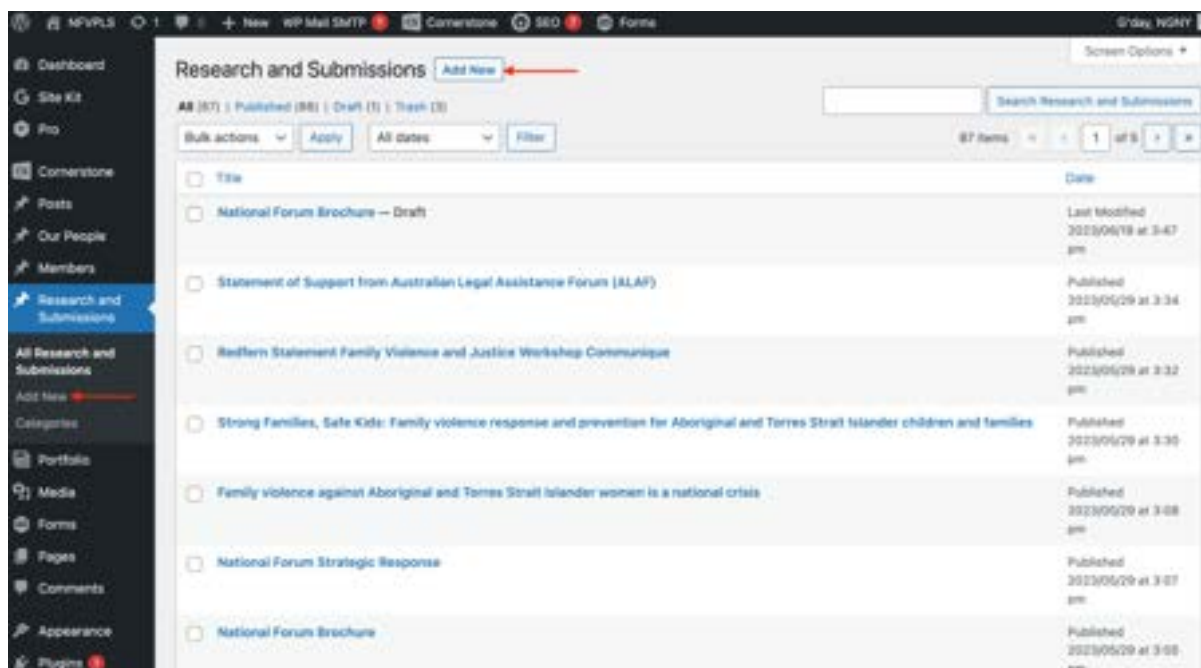 NFVPLS 1 + New WP Mail SMTP Cornerstone SEO Forms G'day, NGNY
Screen Options
Dashboard
Site Kit
Pro
Cornerstone
Posts
Our People
Members
Research and
Submissions
All Research and
Submissions
Add New
Categories
Portfolio
Media
Forms
Pages
Comments
Appearance
Plugins
Research and Submissions Add New
All (87) | Published (86) | Draft (1) | Trash (3)
Search Research and Submissions
Bulk actions Apply All dates Filter 87 items « ‹ 1 of 5 › »
Title Date
National Forum Brochure — Draft
Last Modified
2023/06/19 at 3:47
pm
Statement of Support from Australian Legal Assistance Forum (ALAF)
Published
2023/05/29 at 3:34
pm
Redfern Statement Family Violence and Justice Workshop Communique
Published
2023/05/29 at 3:32
pm
Strong Families, Safe Kids: Family violence response and prevention for Aboriginal and Torres Strait Islander children and families
Published
2023/05/29 at 3:30
pm
Family violence against Aboriginal and Torres Strait Islander women is a national crisis
Published
2023/05/29 at 3:08
pm
National Forum Strategic Response
Published
2023/05/29 at 3:07
pm
National Forum Brochure
Published
2023/05/29 at